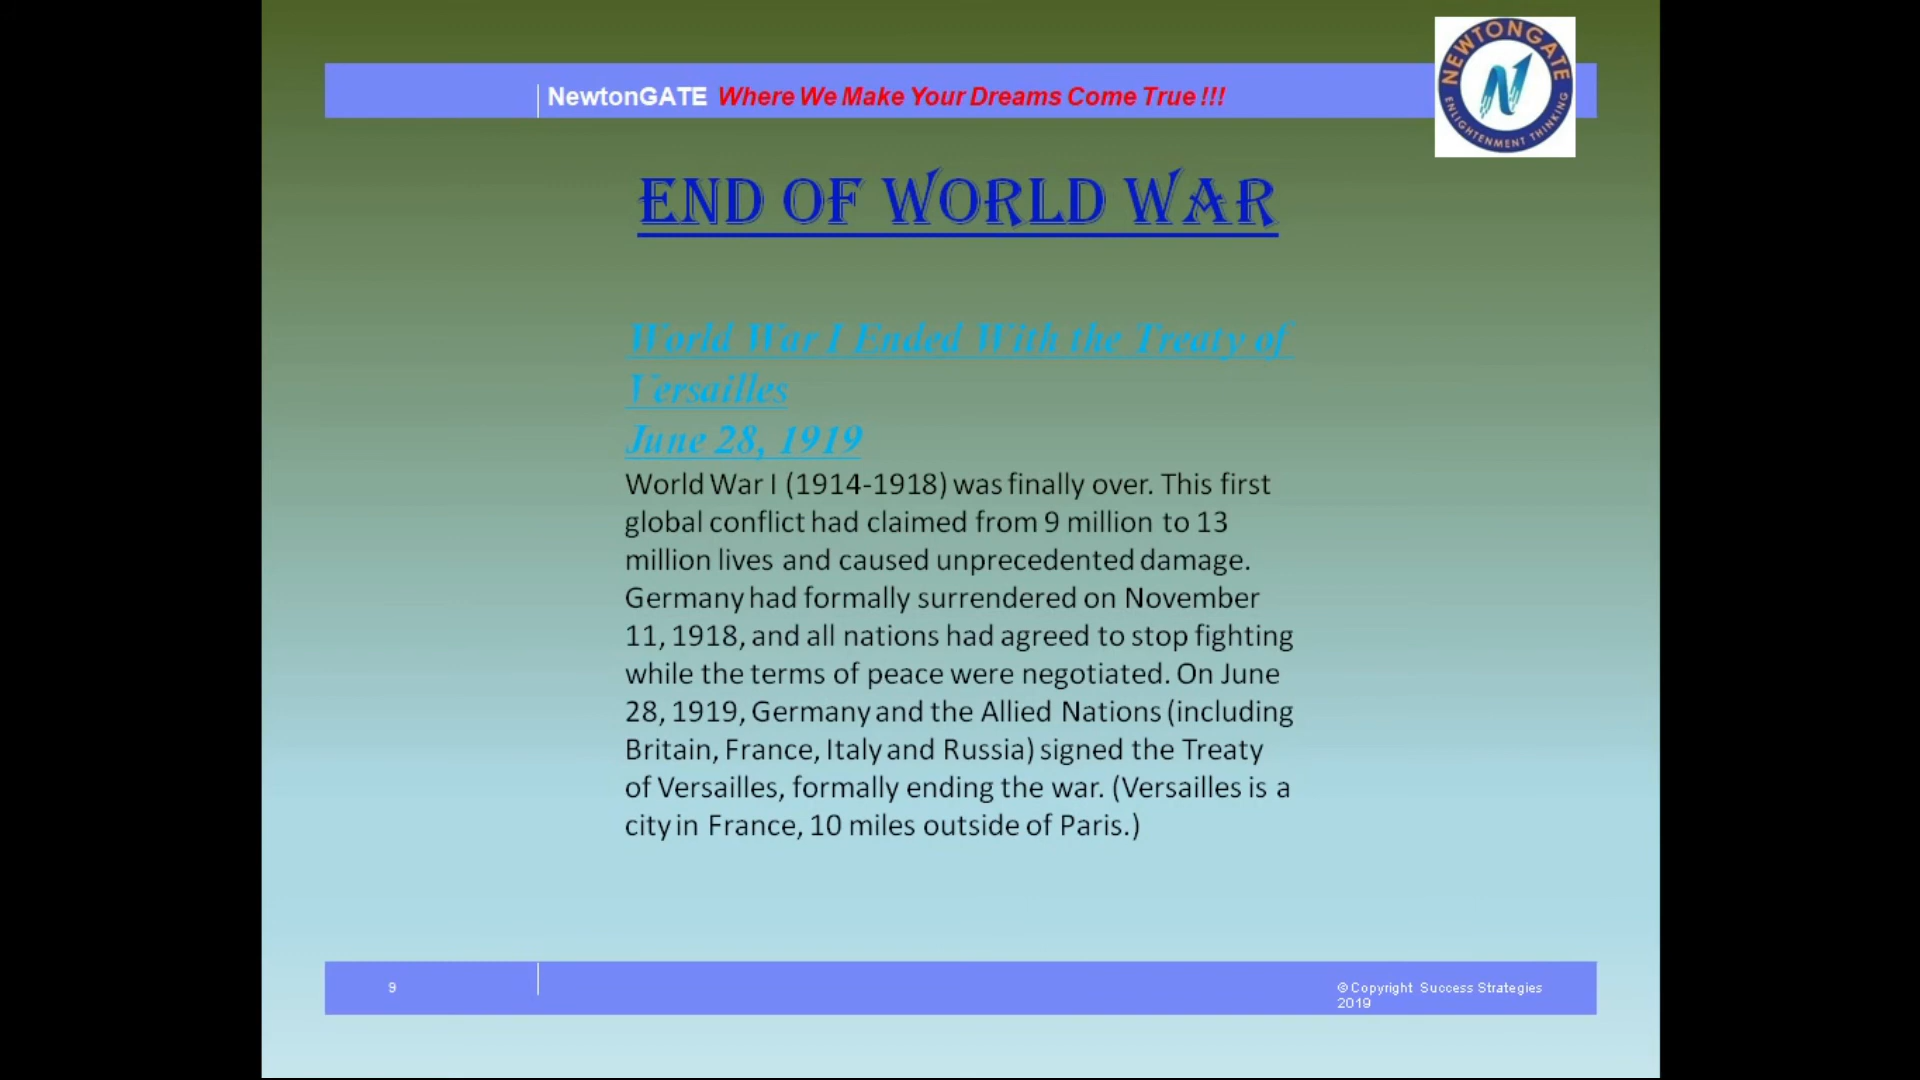 NewtonGATE Where We Make Your Dreams Come True !!!
NEWTONGATE
ENLIGHTENMENT THINKING
END OF WORLD WAR
World War I Ended With the Treaty of
Versailles
June 28, 1919
World War I (1914-1918) was finally over. This first
global conflict had claimed from 9 million to 13
million lives and caused unprecedented damage.
Germany had formally surrendered on November
11, 1918, and all nations had agreed to stop fighting
while the terms of peace were negotiated. On June
28, 1919, Germany and the Allied Nations (including
Britain, France, Italy and Russia) signed the Treaty
of Versailles, formally ending the war. (Versailles is a
city in France, 10 miles outside of Paris.)
9
© Copyright Success Strategies
2019